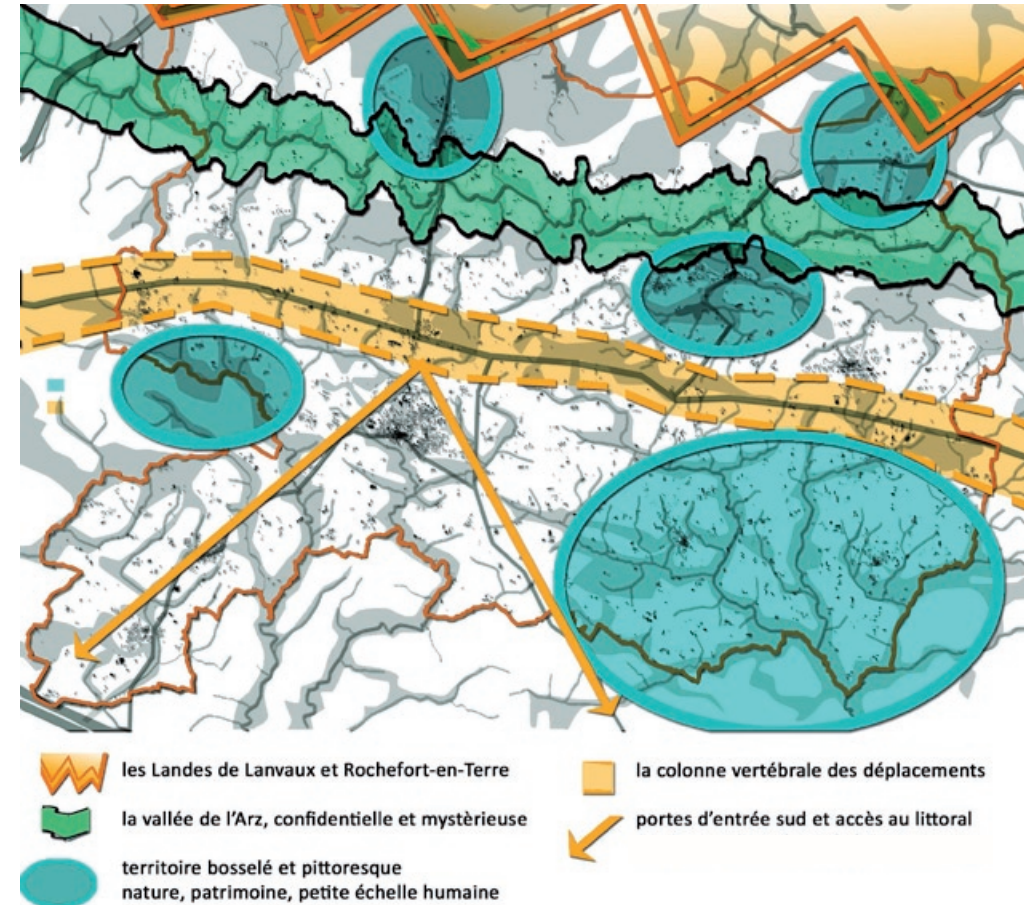 les Landes de Lanvaux et Rochefort-en-Terre
la vallée de l'Arz, confidentielle et mystèrieuse
territoire bosselé et pittoresque
nature, patrimoine, petite échelle humaine
la colonne vertébrale des déplacements
portes d'entrée sud et accès au littoral